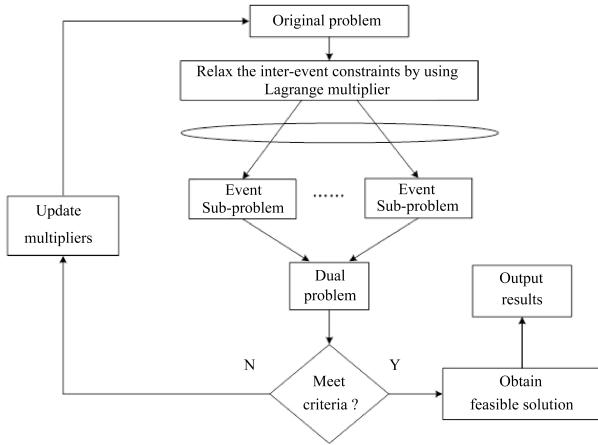 Original problem
Relax the inter-event constraints by using
Lagrange multiplier
Event
Sub-problem
......
Event
Sub-problem
Update
multipliers
Dual
problem
Output
results
N
Meet
criteria ?
Y
Obtain
feasible solution